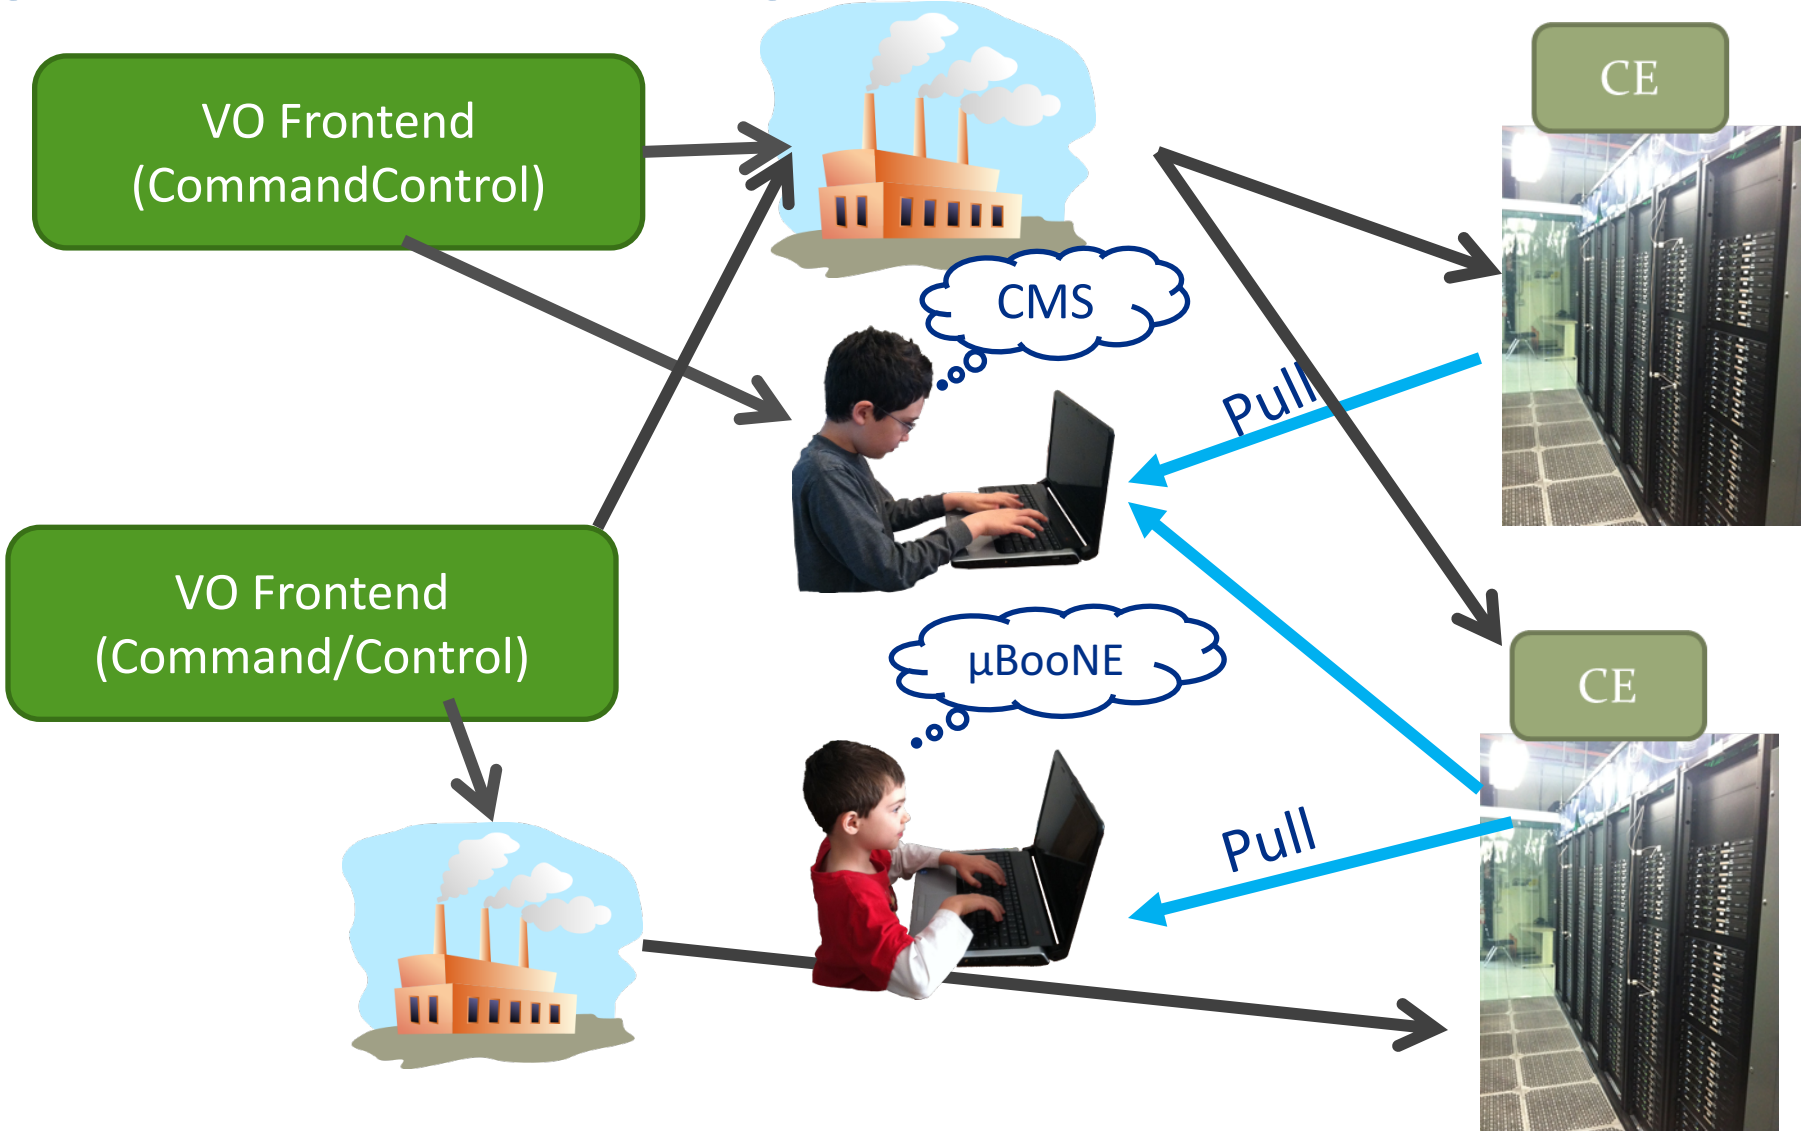 VO Frontend
(CommandControl)
CE
CMS
Pull
VO Frontend
(Command/Control)
µBooNE
CE
Pull